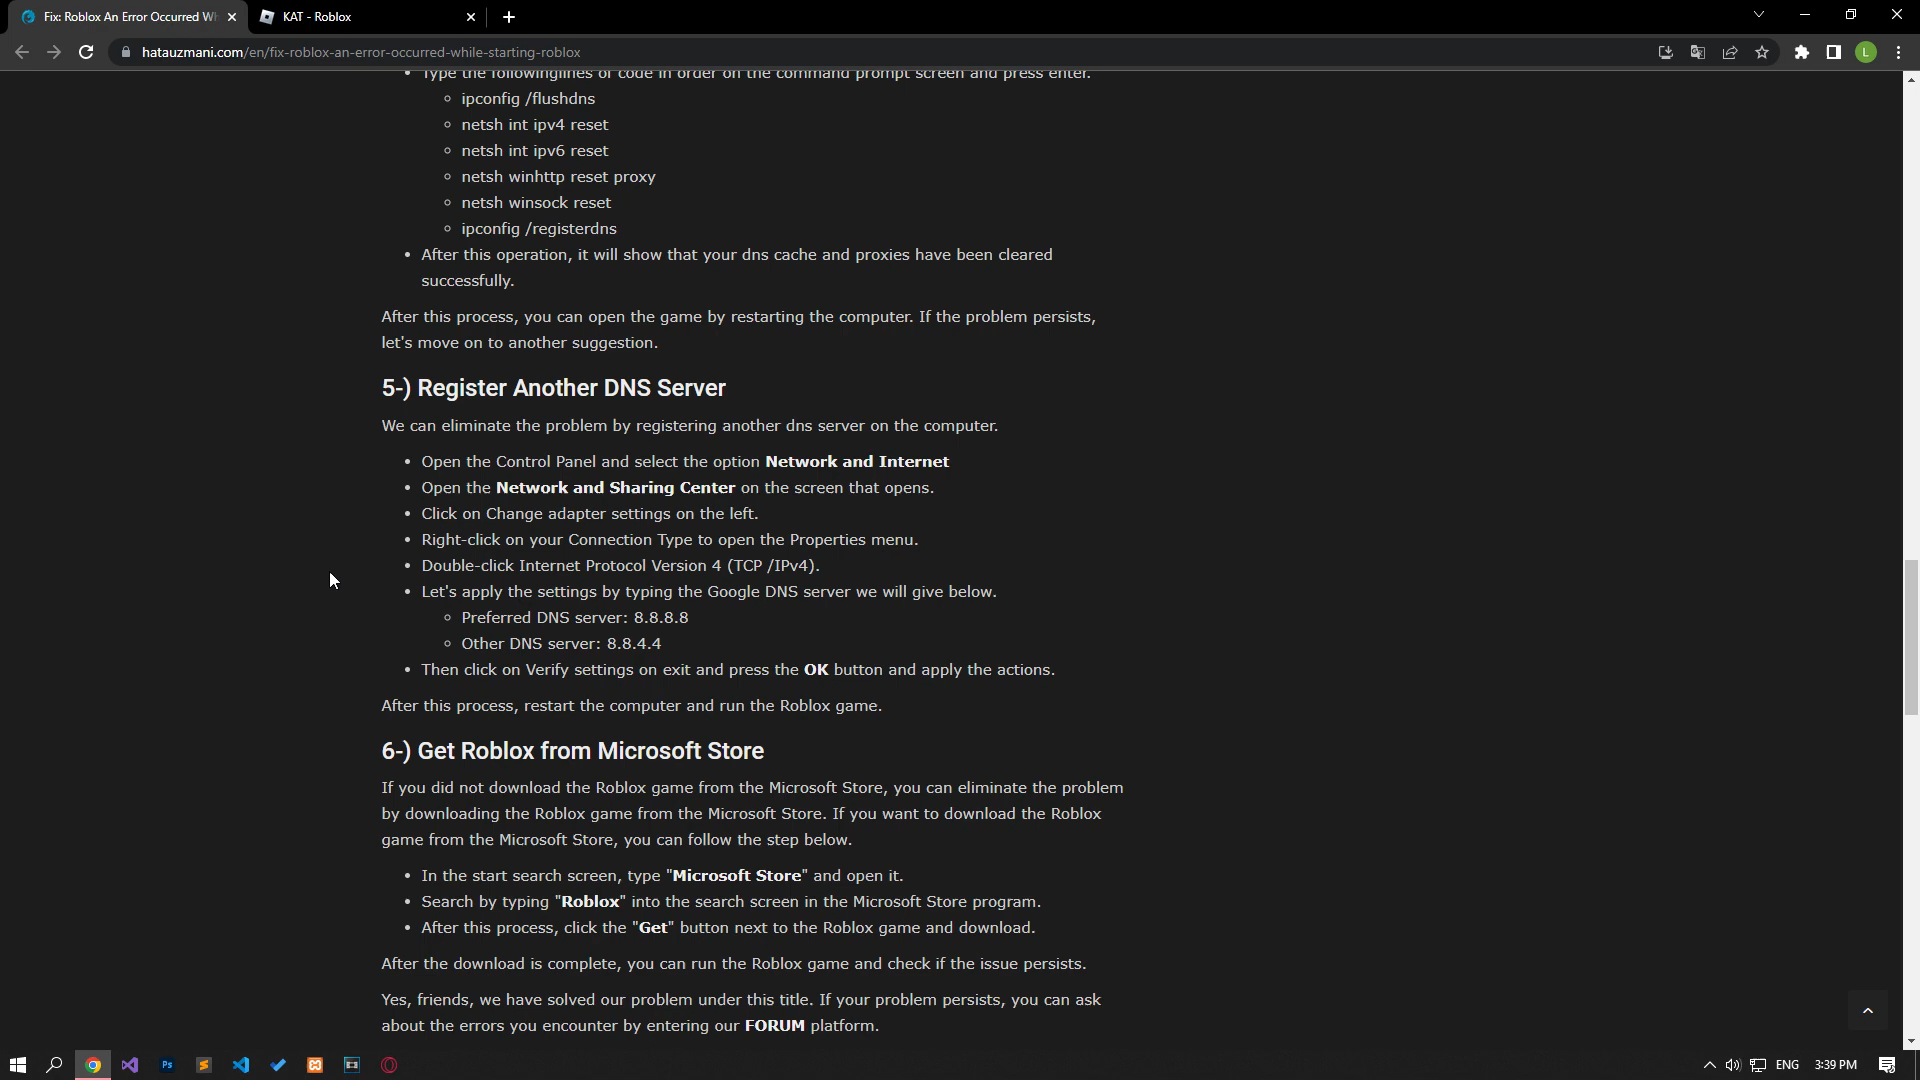 Fix: Roblox An Error Occurred Wh
KAT - Roblox
hatauzmani.com/en/fix-roblox-an-error-occurred-while-starting-roblox
L
Type the followinglines of code in order on the command prompt screen and press enter.
ipconfig /flushdns
netsh int ipv4 reset
netsh int ipv6 reset
netsh winhttp reset proxy
netsh winsock reset
ipconfig /registerdns
After this operation, it will show that your dns cache and proxies have been cleared
successfully.
After this process, you can open the game by restarting the computer. If the problem persists,
let's move on to another suggestion.
5-) Register Another DNS Server
We can eliminate the problem by registering another dns server on the computer.
Open the Control Panel and select the option Network and Internet
Open the Network and Sharing Center on the screen that opens.
Click on Change adapter settings on the left.
Right-click on your Connection Type to open the Properties menu.
Double-click Internet Protocol Version 4 (TCP /IPv4).
Let's apply the settings by typing the Google DNS server we will give below.
Preferred DNS server: 8.8.8.8
Other DNS server: 8.8.4.4
Then click on Verify settings on exit and press the OK button and apply the actions.
After this process, restart the computer and run the Roblox game.
6-) Get Roblox from Microsoft Store
If you did not download the Roblox game from the Microsoft Store, you can eliminate the problem
by downloading the Roblox game from the Microsoft Store. If you want to download the Roblox
game from the Microsoft Store, you can follow the step below.
In the start search screen, type "Microsoft Store" and open it.
Search by typing "Roblox" into the search screen in the Microsoft Store program.
After this process, click the "Get" button next to the Roblox game and download.
After the download is complete, you can run the Roblox game and check if the issue persists.
Yes, friends, we have solved our problem under this title. If your problem persists, you can ask
about the errors you encounter by entering our FORUM platform.
Ps
ENG
3:39 PM